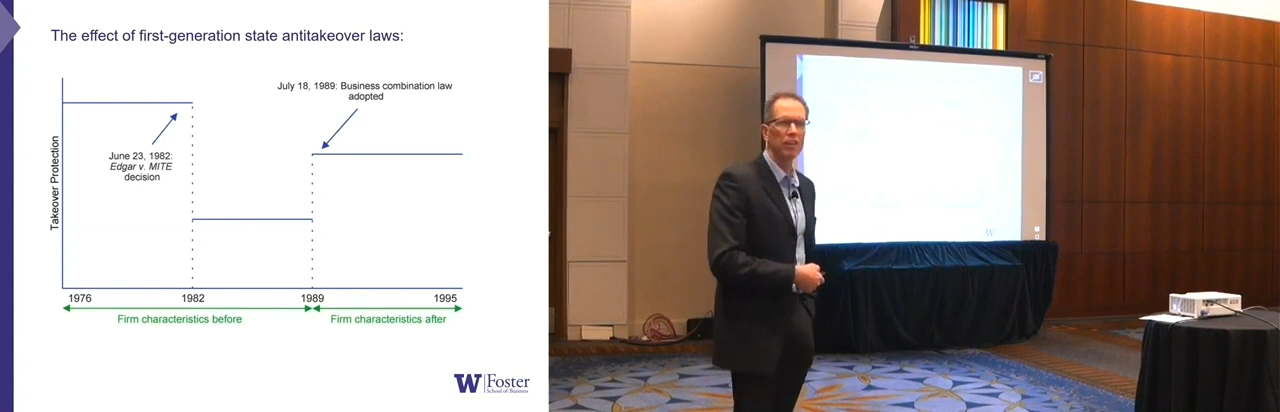 The effect of first-generation state antitakeover laws:
July 18, 1989: Business combination law
adopted
June 23, 1982:
Edgar v. MITE
decision
Takeover Protection
1976 1982 1989 1995
Firm characteristics before Firm characteristics after
W Foster
School of Business
W